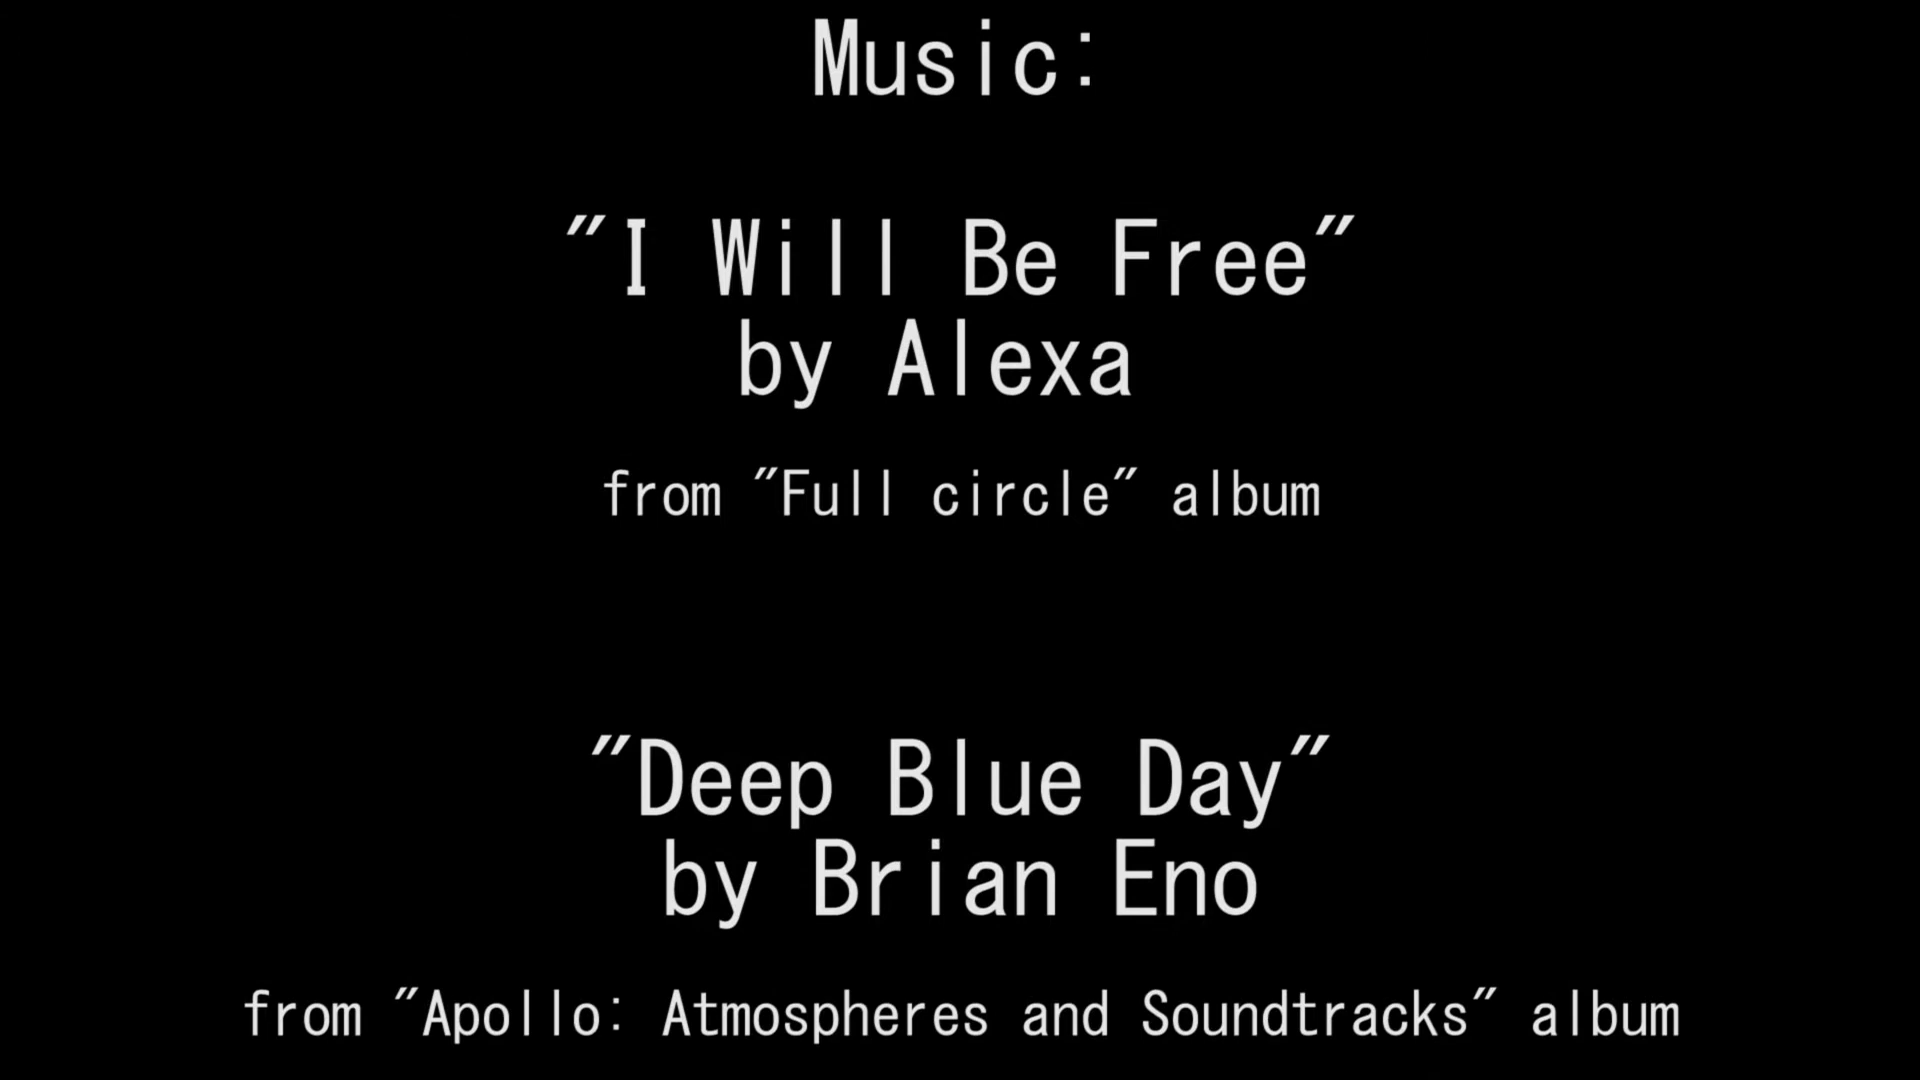 Music:
"I Will Be Free"
by Alexa
from "Full circle" album
"Deep Blue Day"
by Brian Eno
from "Apollo: Atmospheres and Soundtracks" album